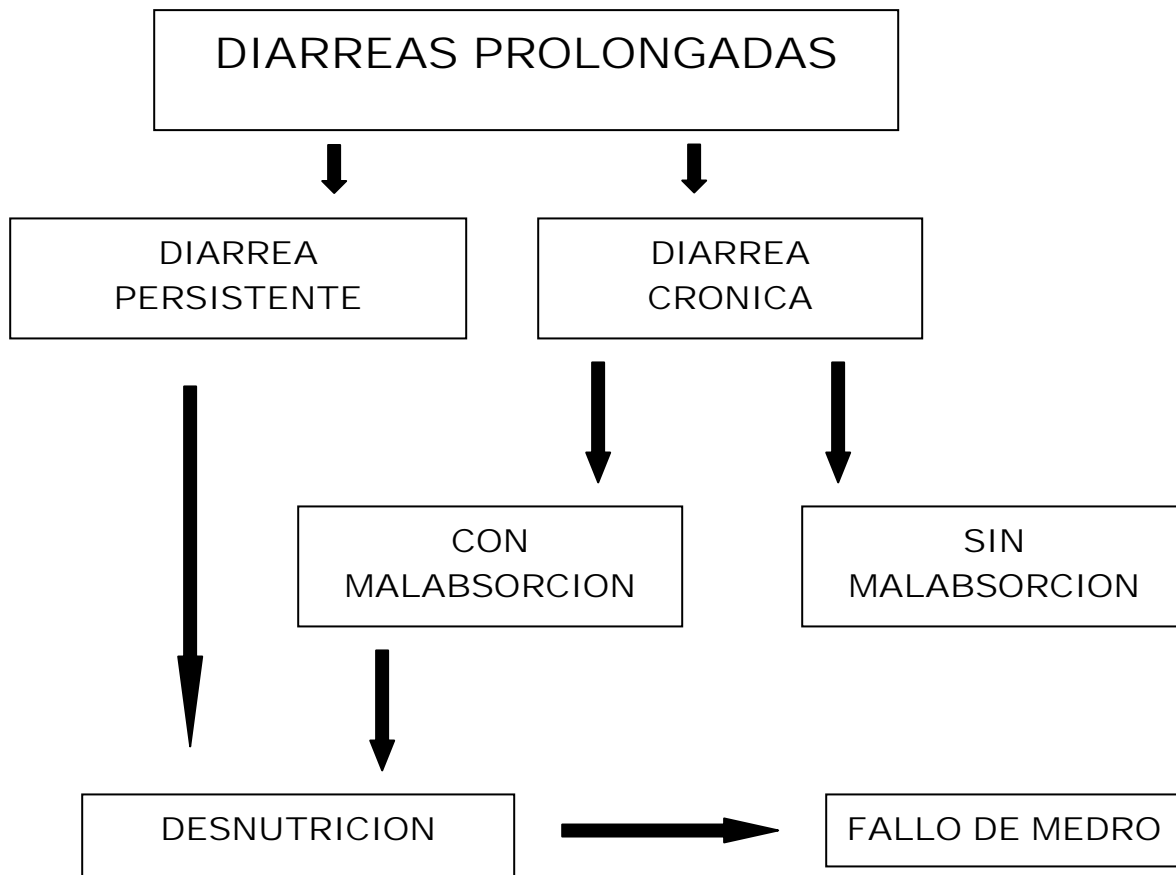 DIARREAS PROLONGADAS
DIARREA
PERSISTENTE
DIARREA
CRONICA
CON
MALABSORCION
SIN
MALABSORCION
DESNUTRICION
FALLO DE MEDRO